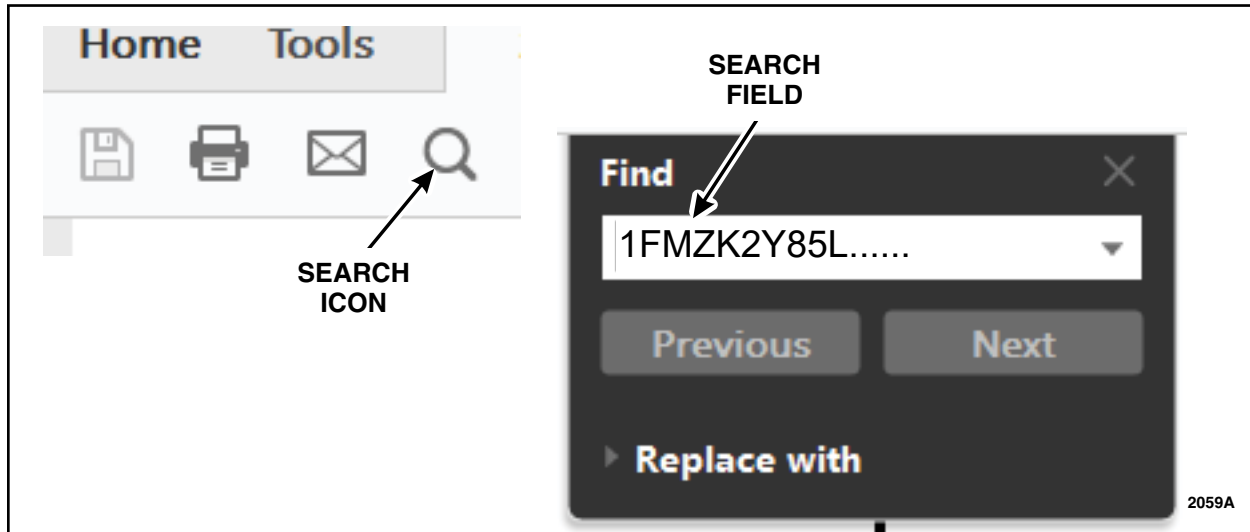 Home Tools
SEARCH
ICON
SEARCH
FIELD
Find
1FMZK2Y85L......
Previous Next
Replace with
2059A